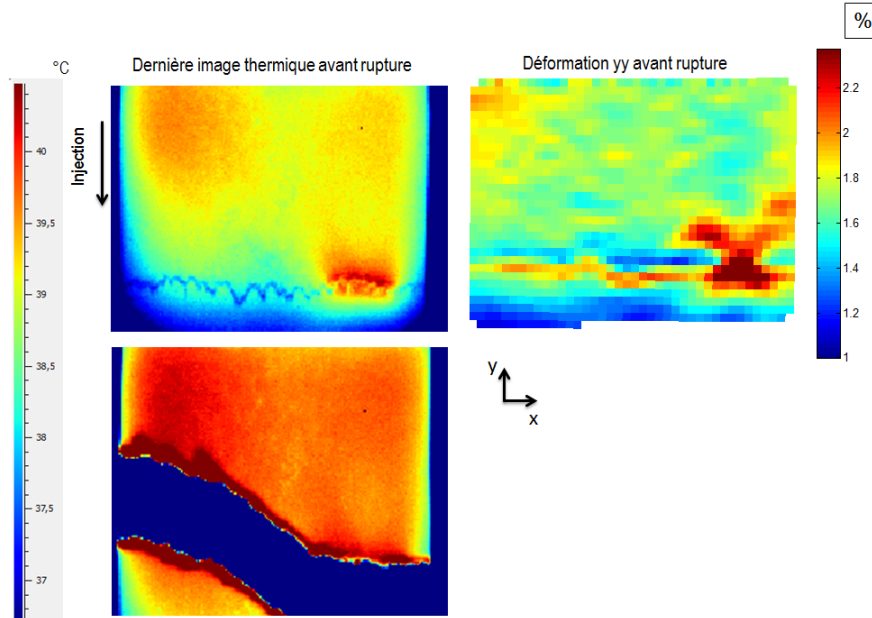 %
°C
Dernière image thermique avant rupture
Déformation yy avant rupture
Injection
40
39,5
39
38,5
38
37,5
37
2.2
2
1.8
1.6
1.4
1.2
1
y
x